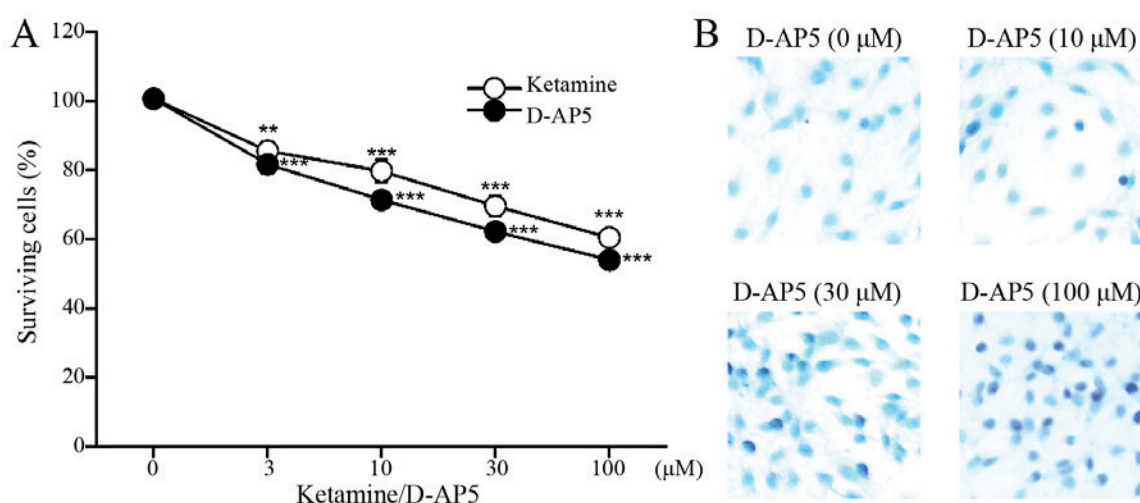 A
120
100
80
60
40
20
0
Surviving cells (%)
Ketamine
D-AP5
**
***
***
***
***
***
***
***
0 3 10 30 100 (μM)
Ketamine/D-AP5
B
D-AP5 (0 μM) D-AP5 (10 μM)
D-AP5 (30 μM) D-AP5 (100 μM)